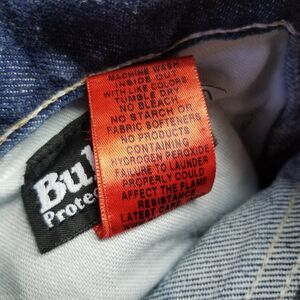 MACHINE WASH
INSIDE OUT
WITH LIKE COLORS
TUMBLE DRY
NO BLEACH
NO STARCH OR
FABRIC SOFTENERS
NO PRODUCTS
CONTAINING
HYDROGEN PEROXIDE
FAILURE TO LAUNDER
PROPERLY COULD
AFFECT THE FLAME
RESISTANCE
LATEST CARE
Bul
Protec